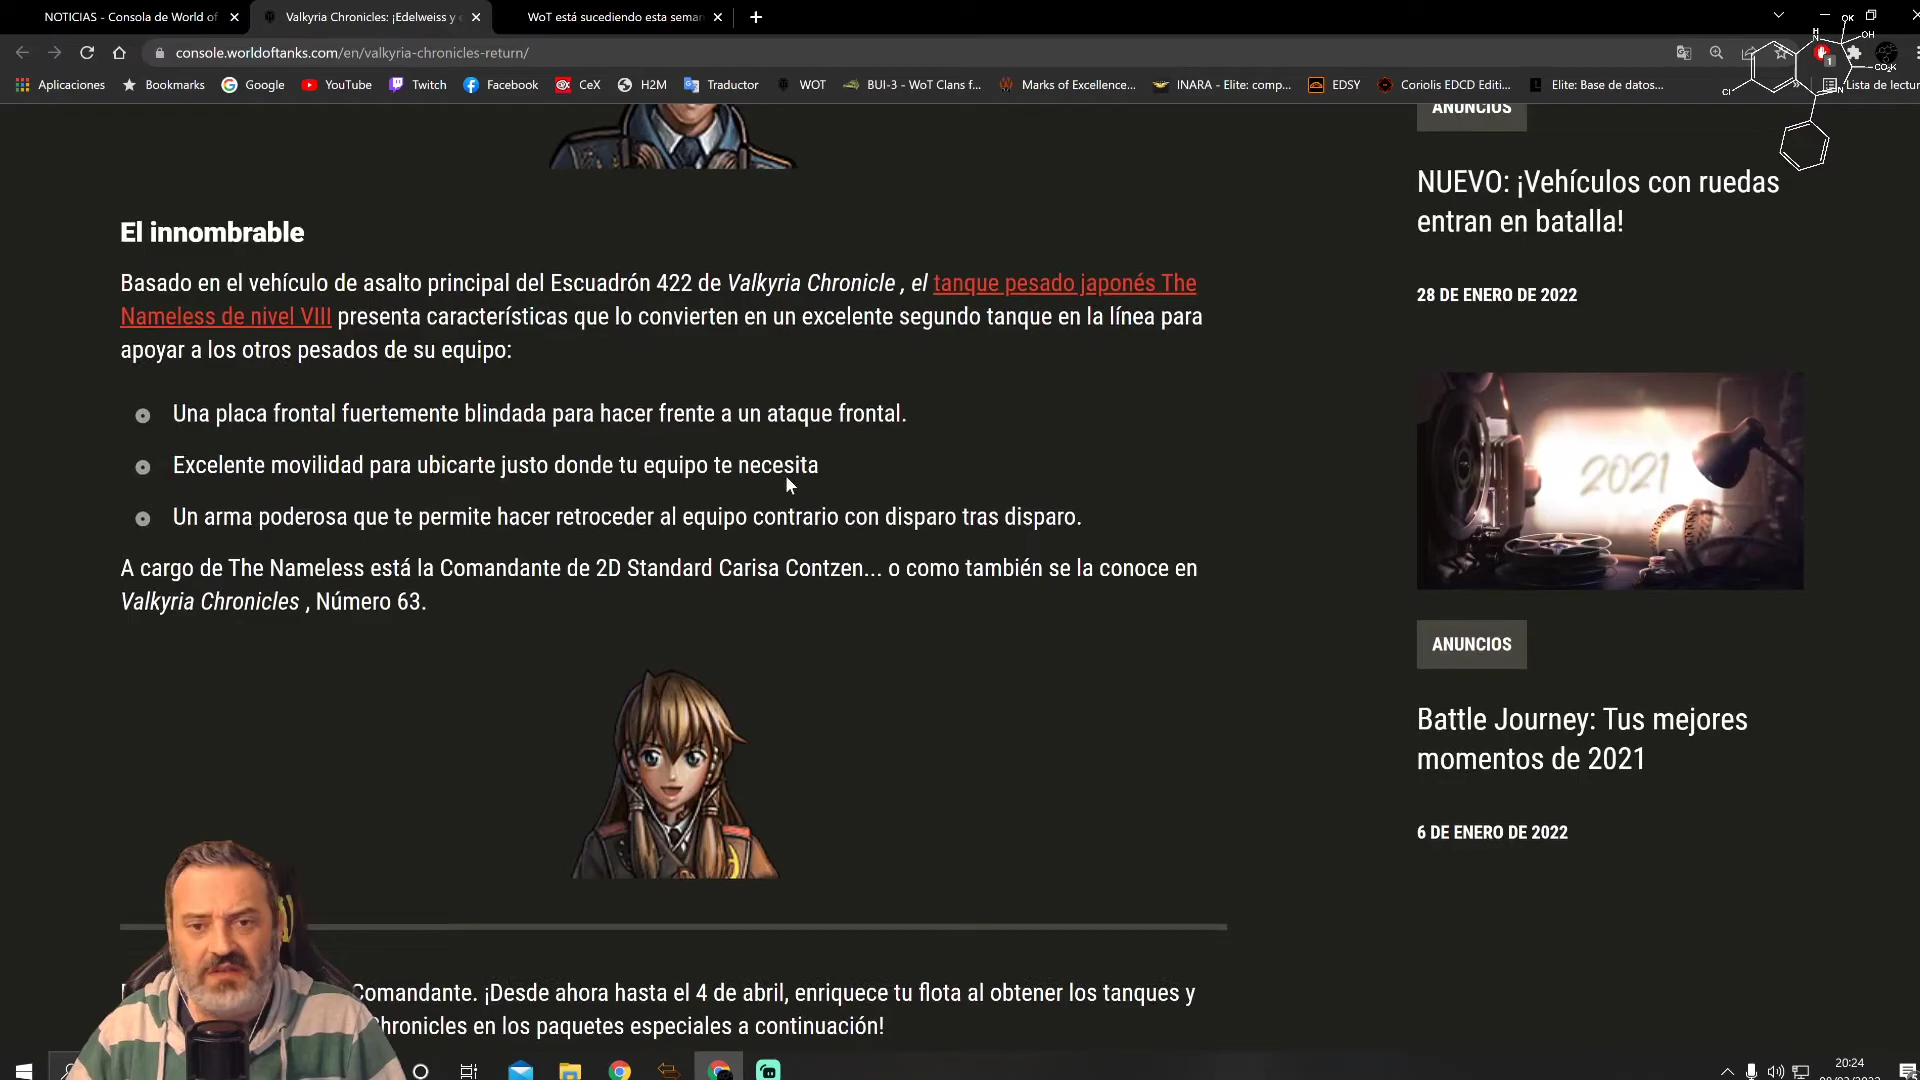 NOTICIAS - Consola de World of
Valkyria Chronicles: ¡Edelweiss y e
WoT está sucediendo esta seman
console.worldoftanks.com/en/valkyria-chronicles-return/
Aplicaciones
Bookmarks
Google
YouTube
Twitch
Facebook
CeX
H2M
Traductor
WOT
BUI-3 - WoT Clans f...
Marks of Excellence...
INARA - Elite: comp...
EDSY
Coriolis EDCD Editi...
Elite: Base de datos...
Lista de lectur
OK
H
N
OH
CO₂K
N
Cl
1
ANUNCIOS
NUEVO: ¡Vehículos con ruedas
entran en batalla!
28 DE ENERO DE 2022
El innombrable
Basado en el vehículo de asalto principal del Escuadrón 422 de Valkyria Chronicle , el tanque pesado japonés The
Nameless de nivel VIII presenta características que lo convierten en un excelente segundo tanque en la línea para
apoyar a los otros pesados de su equipo:
Una placa frontal fuertemente blindada para hacer frente a un ataque frontal.
Excelente movilidad para ubicarte justo donde tu equipo te necesita
Un arma poderosa que te permite hacer retroceder al equipo contrario con disparo tras disparo.
A cargo de The Nameless está la Comandante de 2D Standard Carisa Contzen... o como también se la conoce en
Valkyria Chronicles , Número 63.
2021
ANUNCIOS
Battle Journey: Tus mejores
momentos de 2021
6 DE ENERO DE 2022
Comandante. ¡Desde ahora hasta el 4 de abril, enriquece tu flota al obtener los tanques y
Chronicles en los paquetes especiales a continuación!
20:24